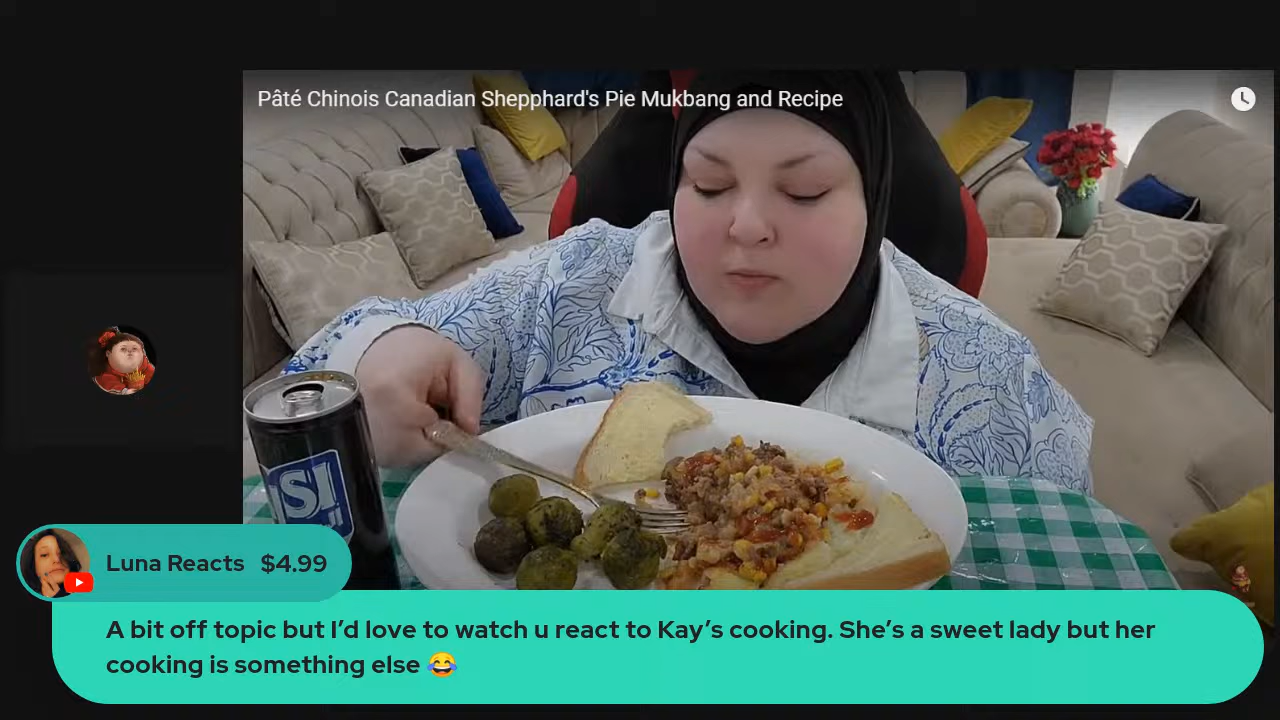 Pâté Chinois Canadian Shepphard's Pie Mukbang and Recipe
S!
Luna Reacts $4.99
A bit off topic but I’d love to watch u react to Kay’s cooking. She’s a sweet lady but her
cooking is something else 😂